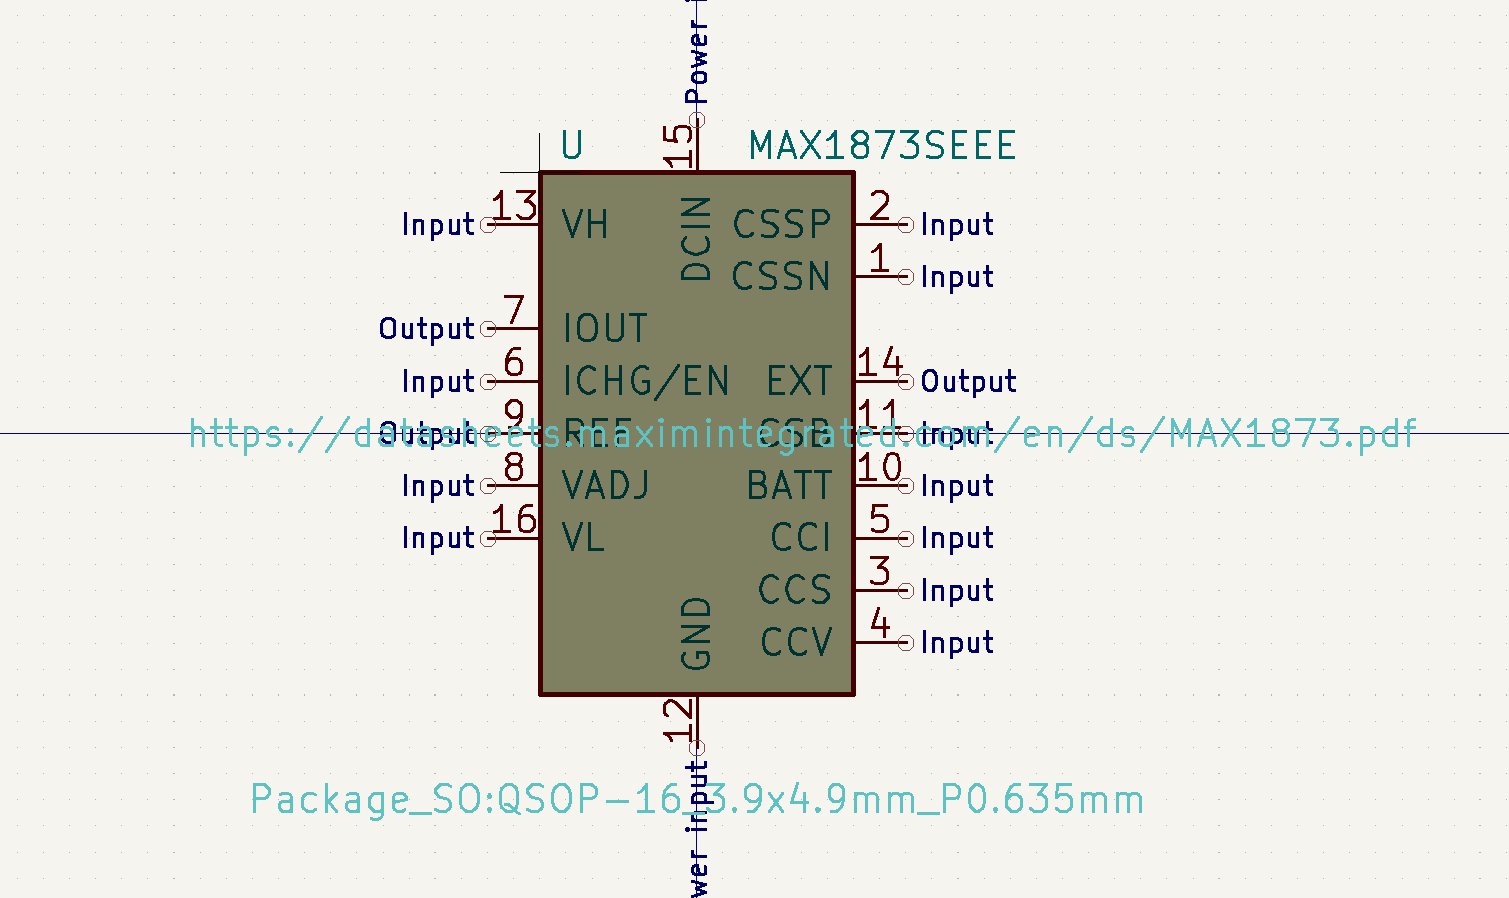 Power i
15
U MAX1873SEEE
Input 13 VH DCIN CSSP 2 Input
CSSN 1 Input
Output 7 IOUT
Input 6 ICHG/EN EXT 14 Output
Output 9 REF CSB 11 Input
https://datasheets.maximintegrated.com/en/ds/MAX1873.pdf
Input 8 VADJ BATT 10 Input
Input 16 VL CCI 5 Input
CCS 3 Input
GND CCV 4 Input
12
Package_SO:QSOP-16_3.9x4.9mm_P0.635mm
wer input